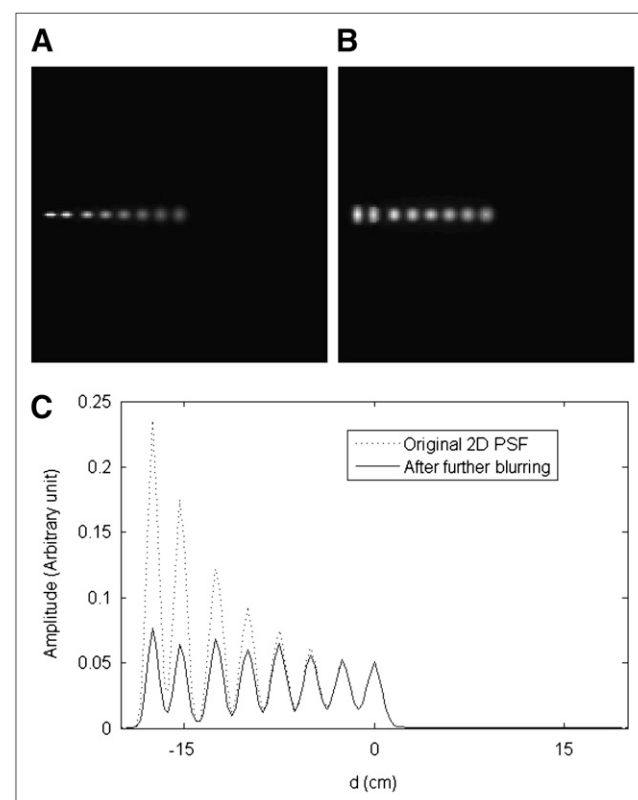 A
B
C
0.25
0.2
0.15
0.1
0.05
0
Amplitude (Arbitrary unit)
Original 2D PSF
After further blurring
-15
0
15
d (cm)